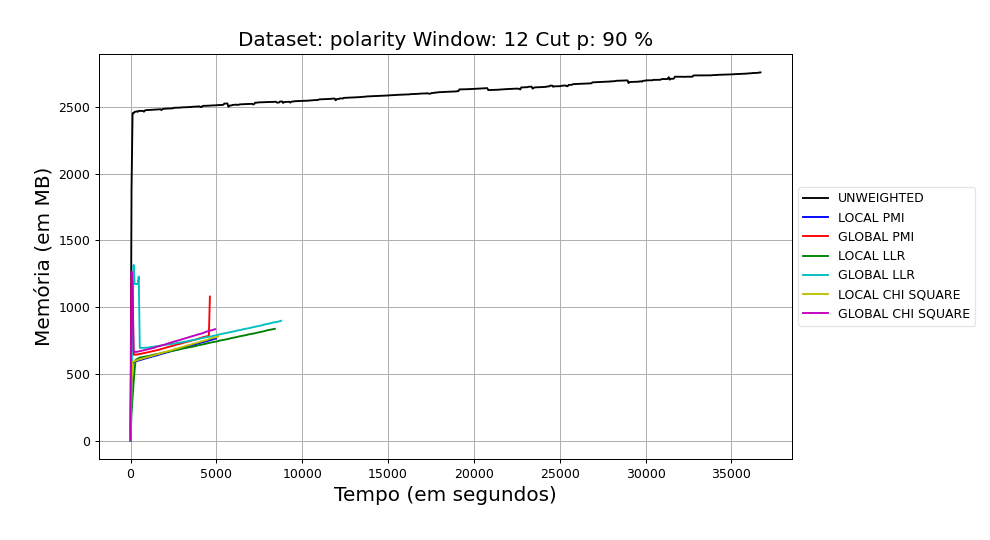 Dataset: polarity Window: 12 Cut p: 90 %
Memória (em MB)
2500
2000
1500
1000
500
0
0 5000 10000 15000 20000 25000 30000 35000
Tempo (em segundos)
UNWEIGHTED
LOCAL PMI
GLOBAL PMI
LOCAL LLR
GLOBAL LLR
LOCAL CHI SQUARE
GLOBAL CHI SQUARE